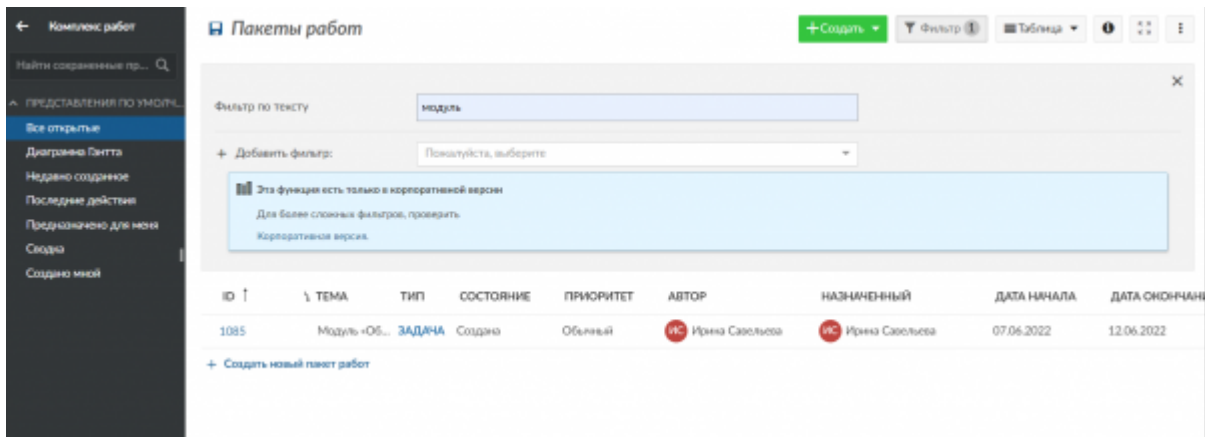 Комплекс работ
Пакеты работ
+ Создать
Фильтр 1
Таблица
Найти сохраненные пр...
ПРЕДСТАВЛЕНИЯ ПО УМОЛЧ...
Все открытые
Диаграмма Гантта
Недавно созданное
Последние действия
Предназначено для меня
Сводка
Создано мной
Фильтр по тексту
модуль
+ Добавить фильтр:
Пожалуйста, выберите
Эта функция есть только в корпоративной версии
Для более сложных фильтров, проверить
Корпоративная версия.
ID ТЕМА ТИП СОСТОЯНИЕ ПРИОРИТЕТ АВТОР НАЗНАЧЕННЫЙ ДАТА НАЧАЛА ДАТА ОКОНЧАНИ
1085 Модуль «Об... ЗАДАЧА Создана Обычный ИС Ирина Савельева ИС Ирина Савельева 07.06.2022 12.06.2022
+ Создать новый пакет работ